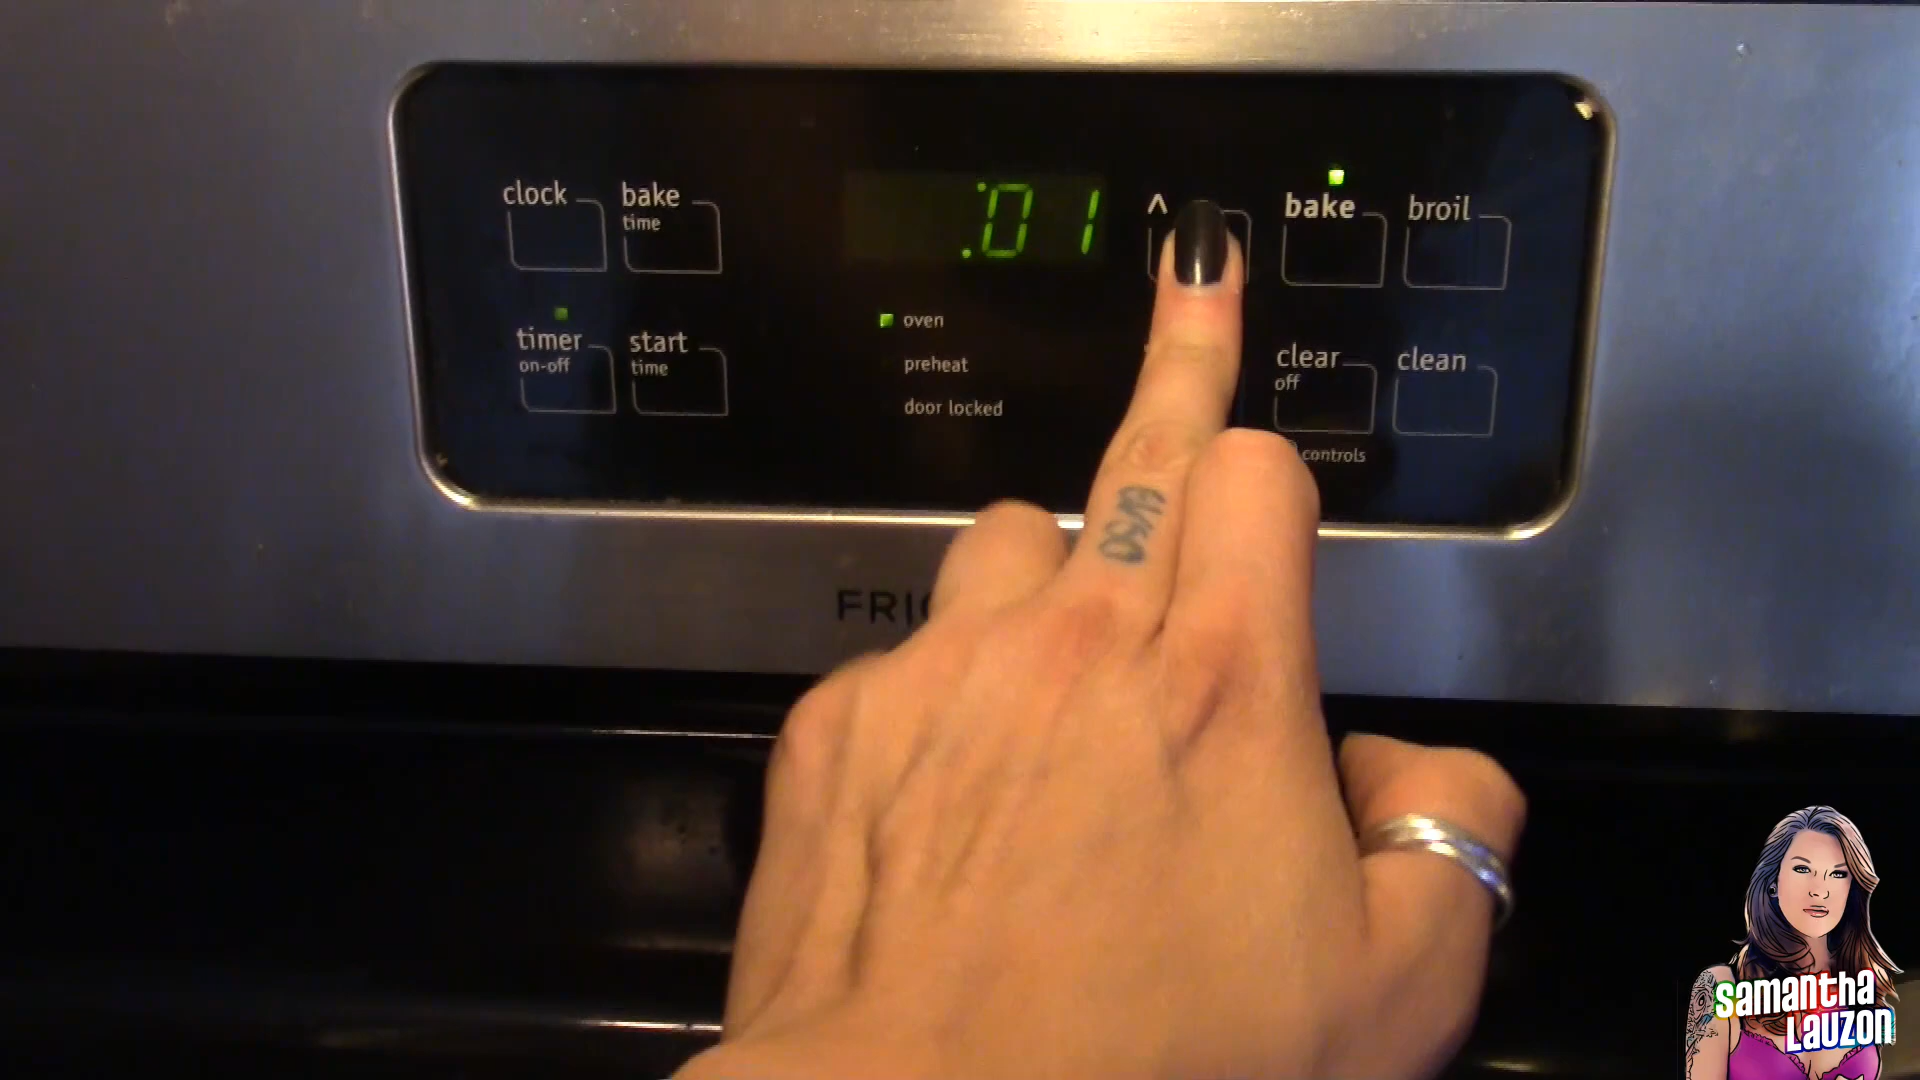 clock
bake
time
:01
^
bake
broil
timer
on-off
start
time
oven
preheat
door locked
clear
off
clean
controls
FRIG
samantha
Lauzon